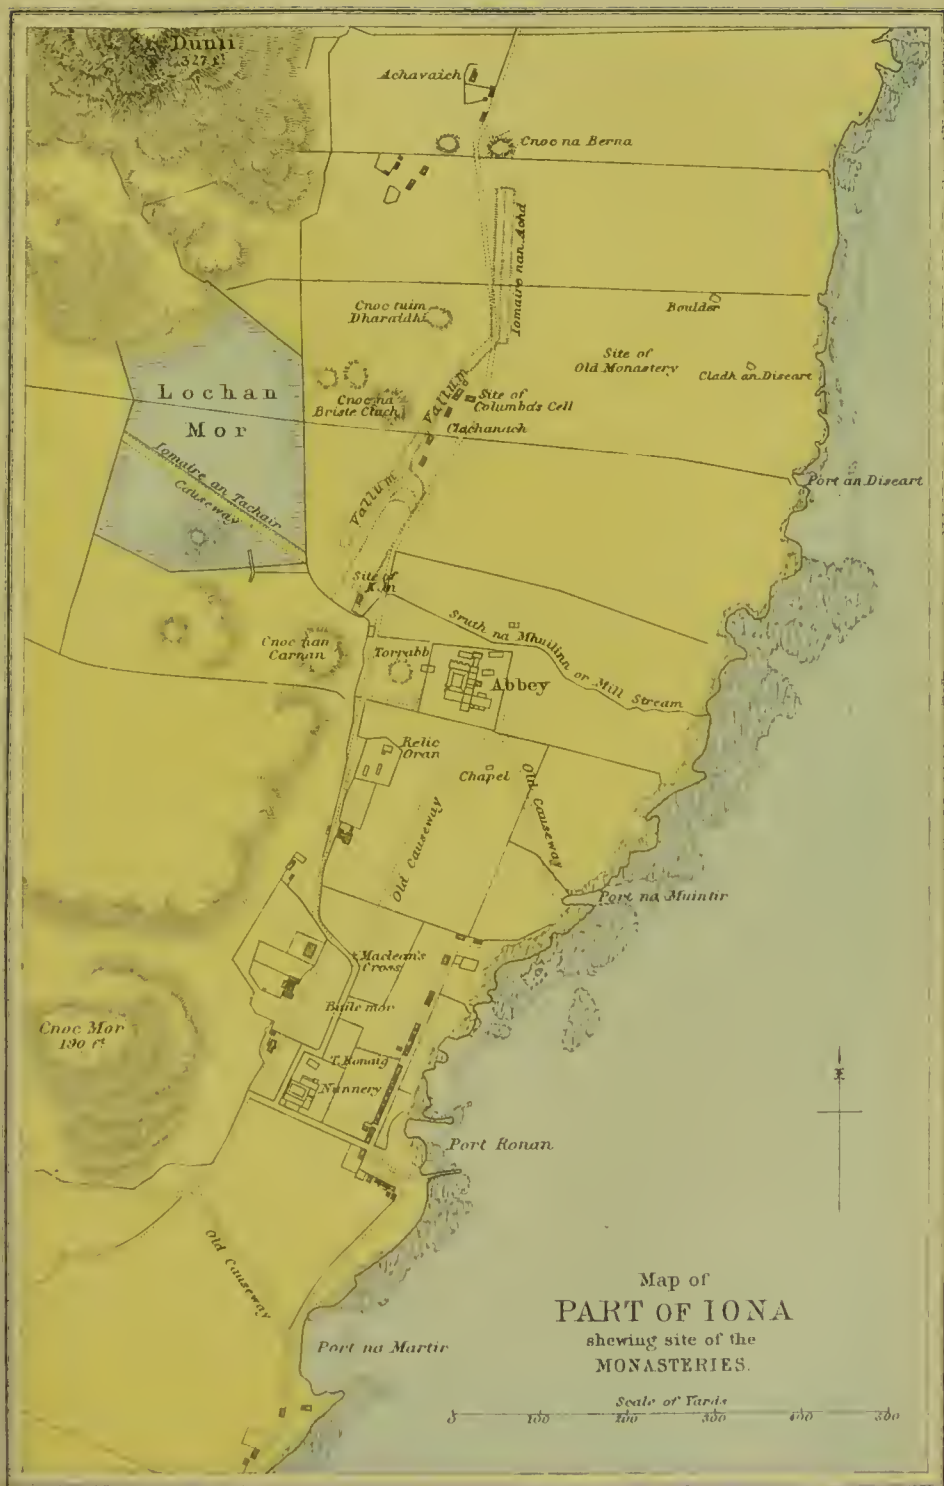 Dunii
327 ft
Achavaich
Cnoc na Berna
Iomaire nan Achd
Cnoc tuim
Dharaidhi
Boulder
Site of
Old Monastery
Cladh an Diseart
Lochan
Mor
Cnoc na
Briste Clach
Vallum
Site of
Columba's Cell
Clachanach
Iomaire an Tachair
Causeway
Vallum
Port an Diseart
Site of
Cnoc nan
Carnan
Torrabb
Sruth na Mhuilinn or Mill Stream
Abbey
Relic
Oran
Chapel
Old Causeway
Old Causeway
Port na Muintir
Maclean's
Cross
Baile mor
Cnoc Mor
190 ft
T. Ronaig
Nunnery
Port Ronan
Old Causeway
Port na Martir
Map of
PART OF IONA
shewing site of the
MONASTERIES.
Scale of Yards
0 100 200 300 400 500